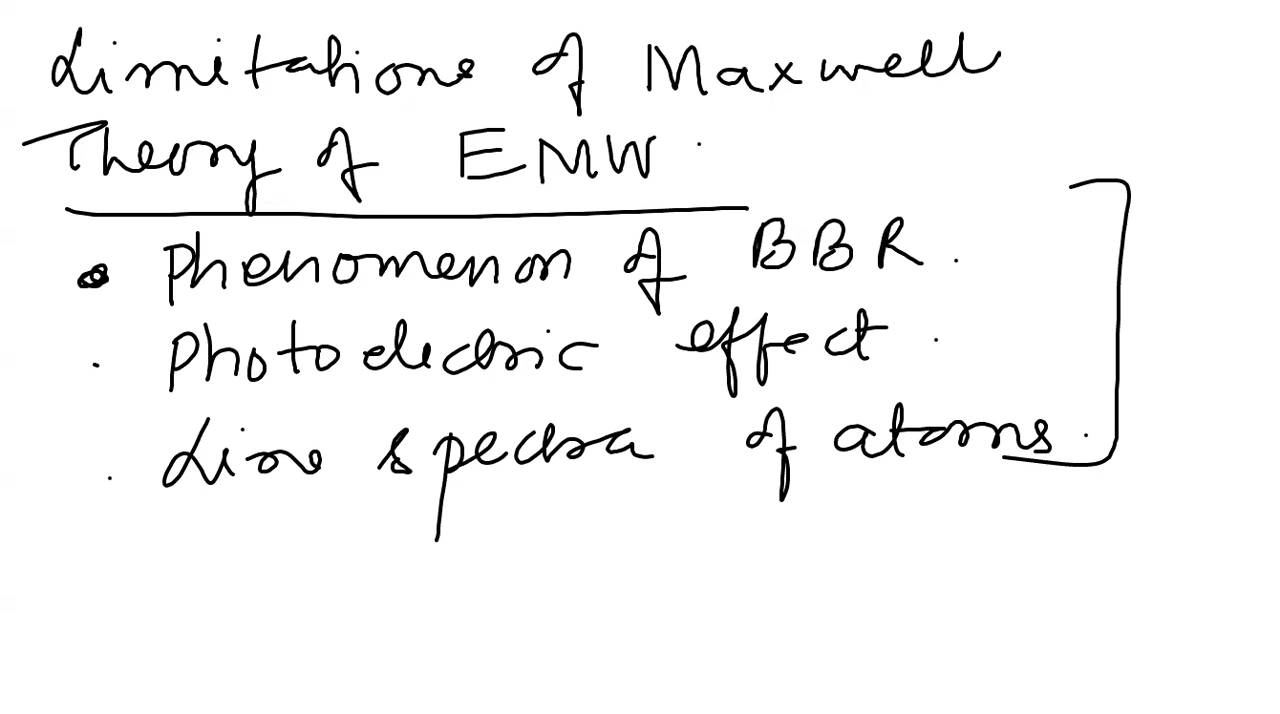 Limitations of Maxwell
Theory of EMW.
• Phenomenon of BBR.
. Photoelectric effect.
. Line spectra of atoms.